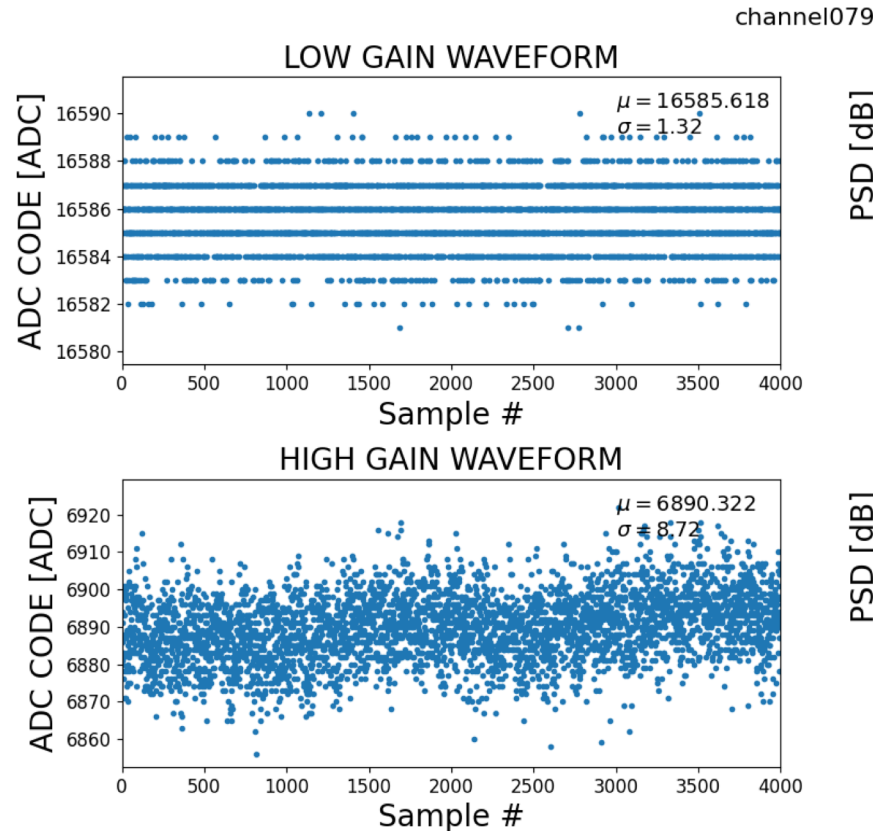 channel079
LOW GAIN WAVEFORM
ADC CODE [ADC]
16590
16588
16586
16584
16582
16580
μ = 16585.618
σ = 1.32
0 500 1000 1500 2000 2500 3000 3500 4000
Sample #
PSD [dB]
HIGH GAIN WAVEFORM
ADC CODE [ADC]
6920
6910
6900
6890
6880
6870
6860
μ = 6890.322
σ = 8.72
0 500 1000 1500 2000 2500 3000 3500 4000
Sample #
PSD [dB]